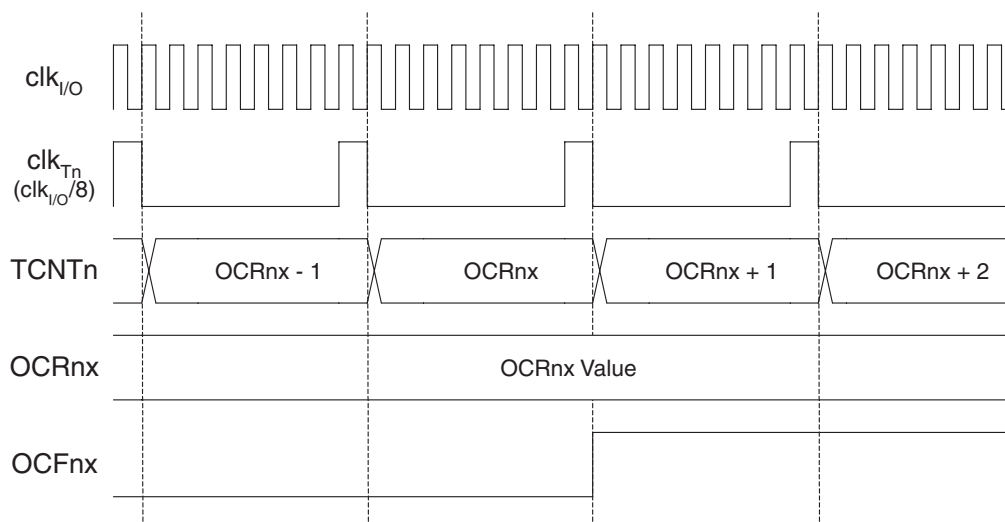 clkI/O
clkTn
(clkI/O/8)
TCNTn
OCRnx - 1
OCRnx
OCRnx + 1
OCRnx + 2
OCRnx
OCRnx Value
OCFnx